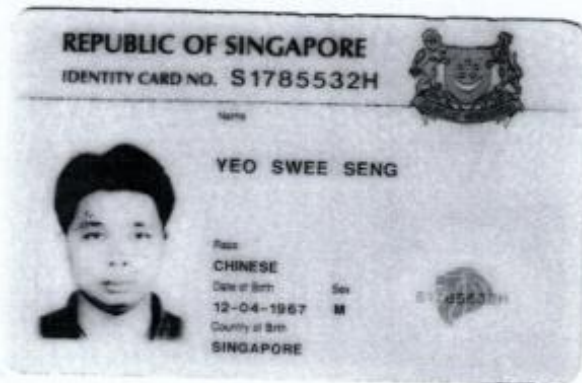 REPUBLIC OF SINGAPORE
IDENTITY CARD NO. S1785532H
Name
YEO SWEE SENG
Race
CHINESE
Date of Birth Sex
12-04-1967 M
Country of Birth
SINGAPORE